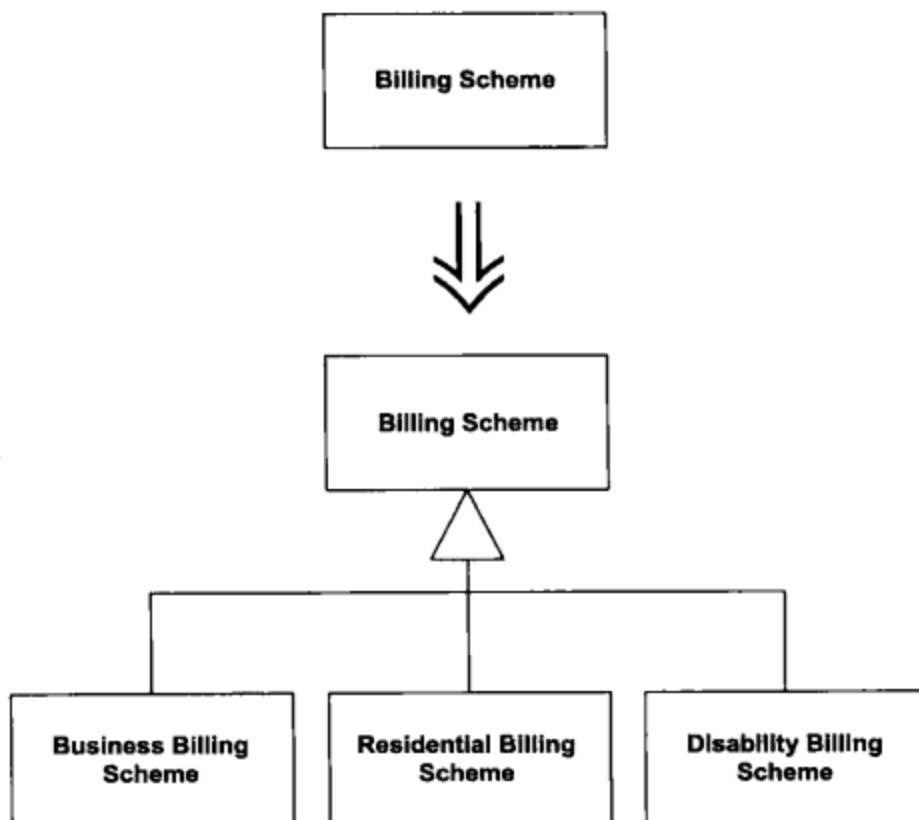 Billing Scheme
Billing Scheme
Business Billing
Scheme
Residential Billing
Scheme
Disability Billing
Scheme